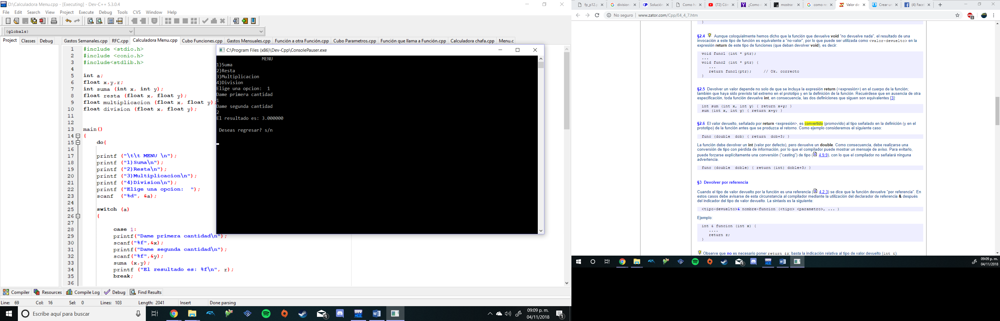 D:\Calculadora Menu.cpp - [Executing] - Dev-C++ 5.3.0.4
File Edit Search View Project Execute Debug Tools CVS Window Help
(globals)
Project Classes Debug
Gastos Semanales.cpp RFC.cpp Calculadora Menu.cpp Cubo Funciones.cpp Gastos Mensuales.cpp Función a otra Función.cpp Cubo Parametros.cpp Función que llama a Función.cpp Calculadora chafa.cpp Menu.c
1 #include <stdio.h>
2 #include <conio.h>
3 #include<stdlib.h>
4
5 int a;
6 float x,y,r;
7 int suma (int x, int y);
8 float resta (float x, float y);
9 float multiplicacion (float x, float y);
10 float division (float x, float y);
11
12
13 main()
14 {
15 do{
16
17 printf ("\t\t MENU \n");
18 printf ("1)Suma\n");
19 printf ("2)Resta\n");
20 printf ("3)Multiplicacion\n");
21 printf ("4)Division\n");
22 printf ("Elige una opcion:  ");
23 scanf  ("%d", &a);
24
25 switch (a)
26 {
27
28 case 1:
29 printf("Dame primera cantidad\n");
30 scanf("%f",&x);
31 printf("Dame segunda cantidad\n");
32 scanf("%f",&y);
33 suma (x,y);
34 printf ("El resultado es: %f\n", r);
35 break;
36
C:\Program Files (x86)\Dev-Cpp\ConsolePauser.exe
MENU
1)Suma
2)Resta
3)Multiplicacion
4)Division
Elige una opcion:  1
Dame primera cantidad
1
Dame segunda cantidad
2
El resultado es: 3.000000
Deseas regresar? s/n
Compiler Resources Compile Log Debug Find Results
Line: 69 Col: 16 Sel: 0 Lines: 103 Length: 2041 Insert Done parsing
Escribe aquí para buscar
DEV
1
09:09 p. m.
04/11/2018
1
fp_p12.p division Solución Como ha (72) Cón ¿Como c mostrar como re Valor de Crear un (4) Facel
No seguro | www.zator.com/Cpp/E4_4_7.htm
ABP 3
}
§2.4 Aunque coloquialmente hemos dicho que la función que devuelve void "no devuelve nada", el resultado de una
invocación a este tipo de función es equivalente a "no-valor", por lo que puede ser utilizada como <valor-devuelto> en la
expresión return de este tipo de funciones (que deban devolver void), es decir:
void func1 (int * ptr);
...
void func2 (int * ptr) {
...
return func1(ptr);     // Ok. correcto
}
§2.5 Devolver un valor depende no solo de que se incluya la expresión return (<expresión>) en el cuerpo de la función;
también que haya sido previsto tal extremo en el prototipo y en la definición de la función. Recuérdese que en ausencia de otra
especificación, toda función devuelve int, en consecuencia, las dos definiciones que siguen son equivalentes [3]:
int sum (int x, int y) { return x+y; }
sum (int x, int y) { return x+y; }
§2.6 El valor devuelto, señalado por return <expresión>, es convertido (promovido) al tipo señalado en la definición (y en el
prototipo) de la función antes que se produzca el retorno. Como ejemplo consideremos el siguiente caso:
func (double  dob) { return  dob+3; }
La función debe devolver un int (valor por defecto), pero devuelve un double. Como consecuencia, debe realizarse una
conversión de tipo con pérdida de información, por lo que el compilador puede mostrar un mensaje de aviso. Para evitarlo,
puede forzarse explícitamente una conversión ("casting") de tipo ( 4.9.9), con lo que el compilador no señalará ninguna
advertencia.
func (double  doble) { return (int) doble+3; }
§3 Devolver por referencia
Cuando el tipo de valor devuelto por la función es una referencia ( 4.2.3) se dice que la función devuelve "por referencia". En
estos casos debe avisarse de esta circunstancia al compilador mediante la utilización del declarador de referencia & después
del indicador del tipo de valor devuelto. La sintaxis es la siguiente:
<tipo-devuelto>& nombre-funcion (<tipo> <parametro>, ... )
Ejemplo:
int & funcion (int x) {
....
return z;
}
Observe que no es necesario poner return &z; basta la indicación relativa al tipo de valor devuelto (int &).
DEV
1
09:09 p. m.
04/11/2018